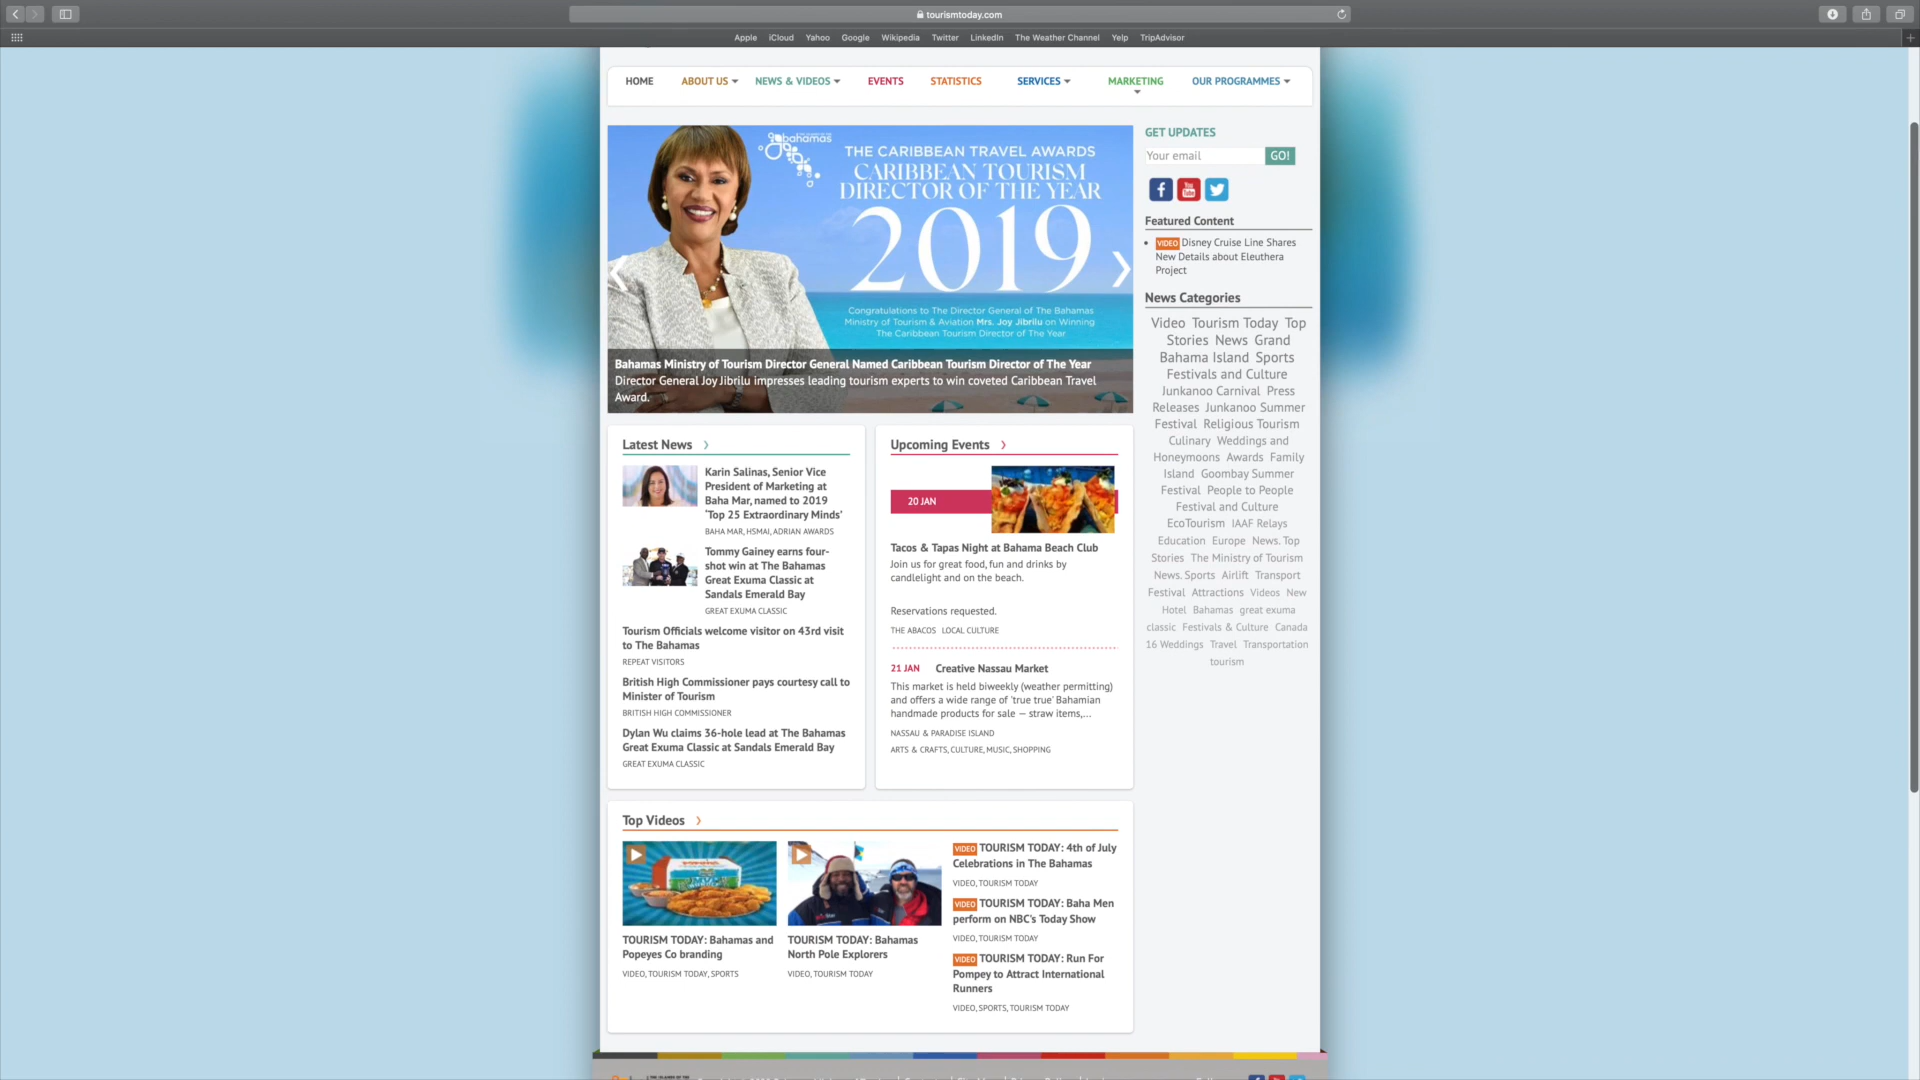 tourismtoday.com
Apple iCloud Yahoo Google Wikipedia Twitter LinkedIn The Weather Channel Yelp TripAdvisor
HOME ABOUT US NEWS & VIDEOS EVENTS STATISTICS SERVICES MARKETING OUR PROGRAMMES
bahamas
THE CARIBBEAN TRAVEL AWARDS
CARIBBEAN TOURISM
DIRECTOR OF THE YEAR
2019
Congratulations to The Director General of The Bahamas
Ministry of Tourism & Aviation Mrs. Joy Jibrilu on Winning
The Caribbean Tourism Director of The Year
Bahamas Ministry of Tourism Director General Named Caribbean Tourism Director of The Year
Director General Joy Jibrilu impresses leading tourism experts to win coveted Caribbean Travel
Award.
Latest News
Karin Salinas, Senior Vice
President of Marketing at
Baha Mar, named to 2019
‘Top 25 Extraordinary Minds’
BAHA MAR, HSMAI, ADRIAN AWARDS
Tommy Gainey earns four-
shot win at The Bahamas
Great Exuma Classic at
Sandals Emerald Bay
GREAT EXUMA CLASSIC
Tourism Officials welcome visitor on 43rd visit
to The Bahamas
REPEAT VISITORS
British High Commissioner pays courtesy call to
Minister of Tourism
BRITISH HIGH COMMISSIONER
Dylan Wu claims 36-hole lead at The Bahamas
Great Exuma Classic at Sandals Emerald Bay
GREAT EXUMA CLASSIC
Upcoming Events
20 JAN
Tacos & Tapas Night at Bahama Beach Club
Join us for great food, fun and drinks by
candlelight and on the beach.
Reservations requested.
THE ABACOS LOCAL CULTURE
21 JAN Creative Nassau Market
This market is held biweekly (weather permitting)
and offers a wide range of 'true true' Bahamian
handmade products for sale — straw items,...
NASSAU & PARADISE ISLAND
ARTS & CRAFTS, CULTURE, MUSIC, SHOPPING
Top Videos
TOURISM TODAY: Bahamas and
Popeyes Co branding
VIDEO, TOURISM TODAY, SPORTS
TOURISM TODAY: Bahamas
North Pole Explorers
VIDEO, TOURISM TODAY
VIDEO TOURISM TODAY: 4th of July
Celebrations in The Bahamas
VIDEO, TOURISM TODAY
VIDEO TOURISM TODAY: Baha Men
perform on NBC's Today Show
VIDEO, TOURISM TODAY
VIDEO TOURISM TODAY: Run For
Pompey to Attract International
Runners
VIDEO, SPORTS, TOURISM TODAY
GET UPDATES
Your email GO!
f You Tube
Featured Content
VIDEO Disney Cruise Line Shares
New Details about Eleuthera
Project
News Categories
Video Tourism Today Top
Stories News Grand
Bahama Island Sports
Festivals and Culture
Junkanoo Carnival Press
Releases Junkanoo Summer
Festival Religious Tourism
Culinary Weddings and
Honeymoons Awards Family
Island Goombay Summer
Festival People to People
Festival and Culture
EcoTourism IAAF Relays
Education Europe News. Top
Stories The Ministry of Tourism
News. Sports Airlift Transport
Festival Attractions Videos New
Hotel Bahamas great exuma
classic Festivals & Culture Canada
16 Weddings Travel Transportation
tourism